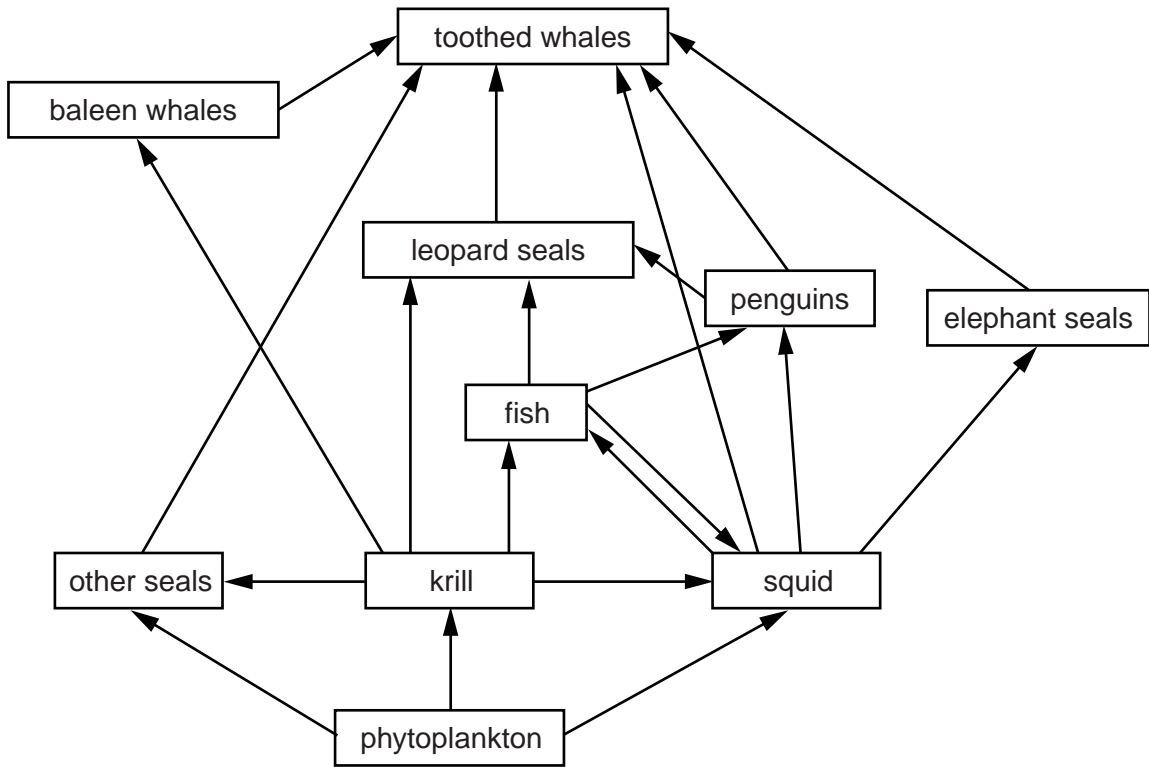 toothed whales
baleen whales
leopard seals
penguins
elephant seals
fish
other seals
krill
squid
phytoplankton